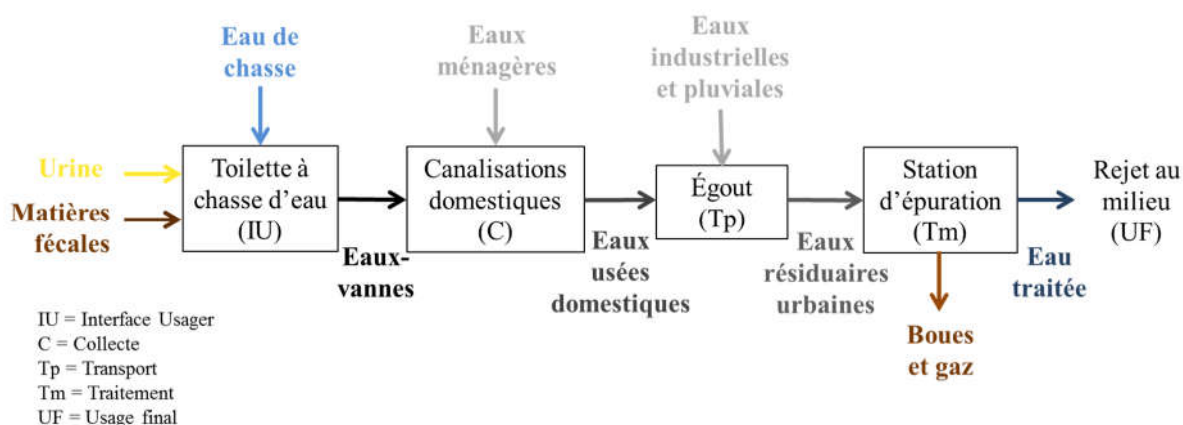 Eau de
chasse
Eaux
ménagères
Eaux
industrielles
et pluviales
Urine
Matières
fécales
Toilette à
chasse d'eau
(IU)
Eaux-
vannes
Canalisations
domestiques
(C)
Eaux
usées
domestiques
Égout
(Tp)
Eaux
résiduaires
urbaines
Station
d'épuration
(Tm)
Eau
traitée
Boues
et gaz
Rejet au
milieu
(UF)
IU = Interface Usager
C = Collecte
Tp = Transport
Tm = Traitement
UF = Usage final